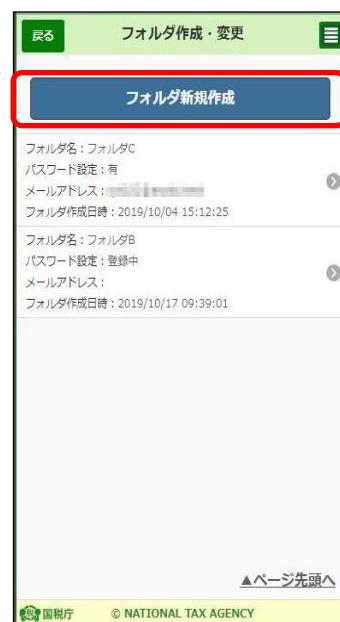 戻る
フォルダ作成・変更
フォルダ新規作成
フォルダ名：フォルダC
パスワード設定：有
メールアドレス：
フォルダ作成日時：2019/10/04 15:12:25
フォルダ名：フォルダB
パスワード設定：登録中
メールアドレス：
フォルダ作成日時：2019/10/17 09:39:01
▲ページ先頭へ
国税庁 © NATIONAL TAX AGENCY